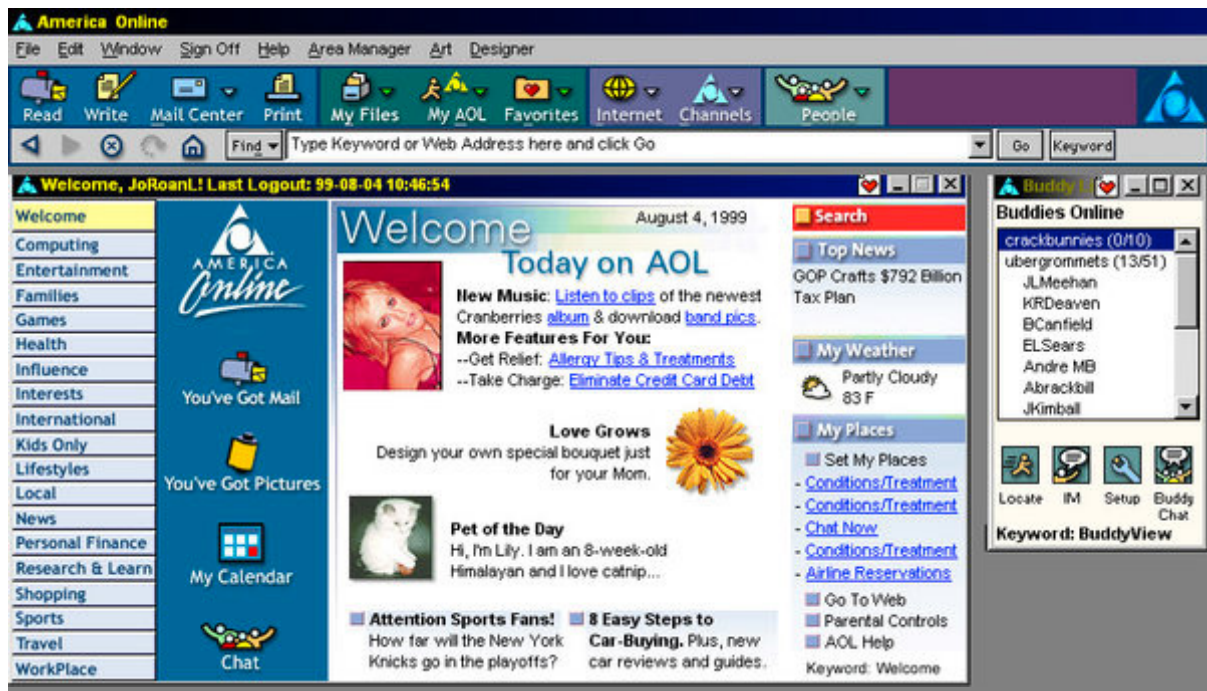 America Online
File Edit Window Sign Off Help Area Manager Art Designer
Read Write Mail Center Print My Files My AOL Favorites Internet Channels People
Find Type Keyword or Web Address here and click Go Go Keyword
Welcome, JoRoanL! Last Logout: 99-08-04 10:46:54
Welcome
Computing
Entertainment
Families
Games
Health
Influence
Interests
International
Kids Only
Lifestyles
Local
News
Personal Finance
Research & Learn
Shopping
Sports
Travel
WorkPlace
AMERICA
Online
You've Got Mail
You've Got Pictures
My Calendar
Chat
Welcome
August 4, 1999
Today on AOL
New Music: Listen to clips of the newest
Cranberries album & download band pics.
More Features For You:
--Get Relief: Allergy Tips & Treatments
--Take Charge: Eliminate Credit Card Debt
Love Grows
Design your own special bouquet just
for your Mom.
Pet of the Day
Hi, I'm Lily. I am an 8-week-old
Himalayan and I love catnip...
Attention Sports Fans!
How far will the New York
Knicks go in the playoffs?
8 Easy Steps to
Car-Buying. Plus, new
car reviews and guides.
Search
Top News
GOP Crafts $792 Billion
Tax Plan
My Weather
Partly Cloudy
83 F
My Places
Set My Places
- Conditions/Treatment
- Conditions/Treatment
- Chat Now
- Conditions/Treatment
- Airline Reservations
Go To Web
Parental Controls
AOL Help
Keyword: Welcome
Buddy
Buddies Online
crackbunnies (0/10)
ubergrommets (13/51)
JLMeehan
KRDeaven
BCanfield
ELSears
Andre MB
Abrackbill
JKimball
Locate IM Setup Buddy
Chat
Keyword: BuddyView